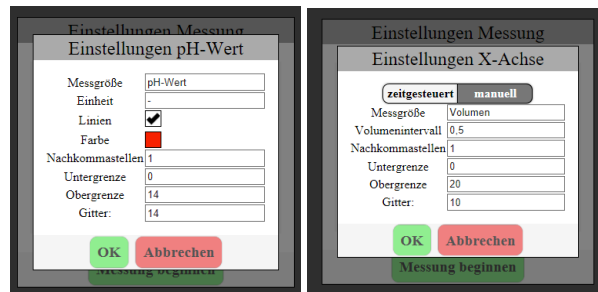 Einstellungen Messung
Einstellungen pH-Wert
Messgröße pH-Wert
Einheit -
Linien
Farbe
Nachkommastellen 1
Untergrenze 0
Obergrenze 14
Gitter: 14
OK Abbrechen
Messung beginnen
Einstellungen Messung
Einstellungen X-Achse
zeitgesteuert manuell
Messgröße Volumen
Volumenintervall 0,5
Nachkommastellen 1
Untergrenze 0
Obergrenze 20
Gitter: 10
OK Abbrechen
Messung beginnen